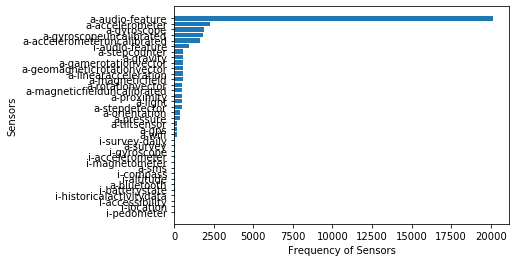 a-audio-feature
a-accelerometer
a-gyroscope
a-gyroscopeuncalibrated
a-accelerometeruncalibrated
i-audio-feature
a-stepcounter
a-gravity
a-gamerotationvector
a-geomagneticrotationvector
a-linearacceleration
a-magneticfield
a-rotationvector
a-magneticfielduncalibrated
a-proximity
a-light
a-stepdetector
a-orientation
a-pressure
a-tiltsensor
a-gps
a-wifi
i-survey-daily
a-survey
i-gyroscope
i-accelerometer
i-magnetometer
a-sms
i-compass
i-altitude
a-bluetooth
i-batterystate
i-historicalactivitydata
i-accessibility
i-location
i-pedometer
Sensors
0 2500 5000 7500 10000 12500 15000 17500 20000
Frequency of Sensors